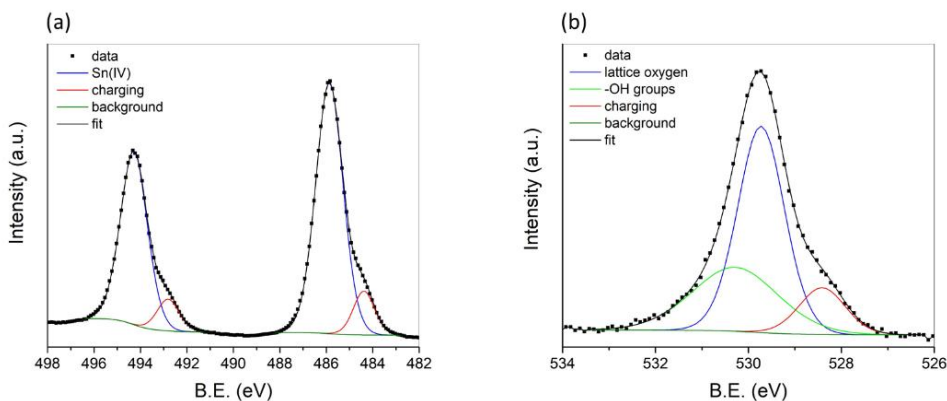 (a)
data
Sn(IV)
charging
background
fit
Intensity (a.u.)
498 496 494 492 490 488 486 484 482
B.E. (eV)
(b)
data
lattice oxygen
-OH groups
charging
background
fit
Intensity (a.u.)
534 532 530 528 526
B.E. (eV)